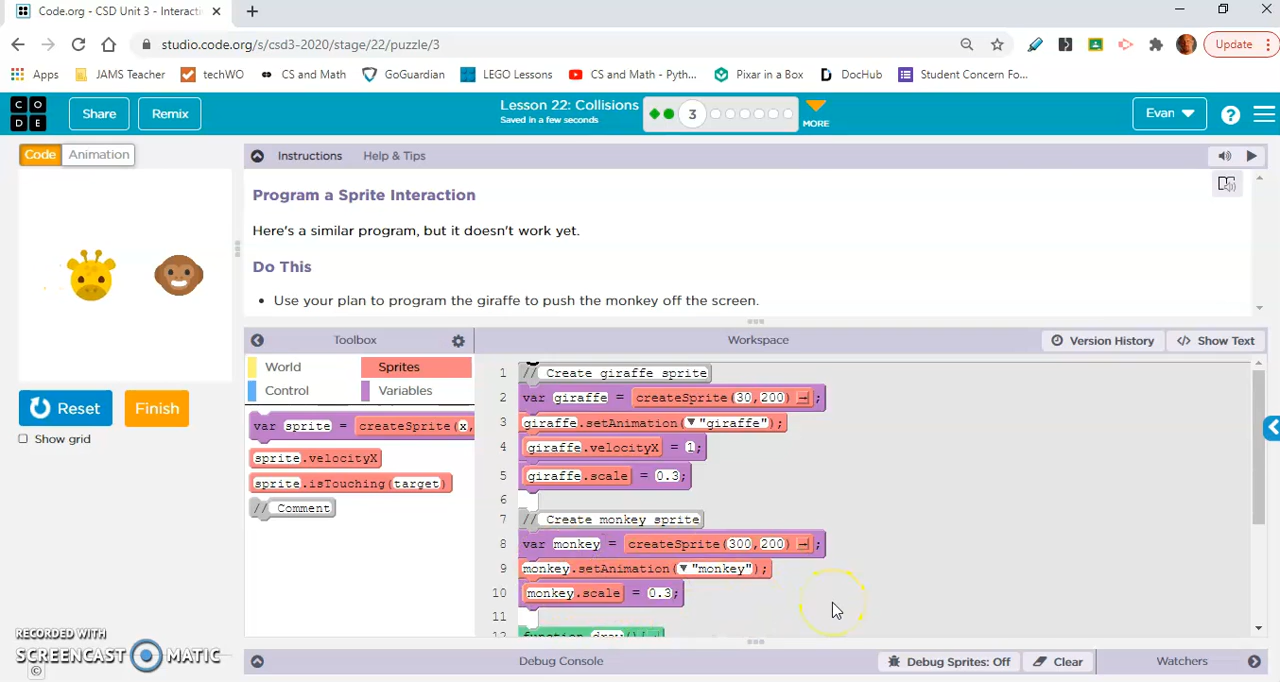 Code.org - CSD Unit 3 - Interacti
studio.code.org/s/csd3-2020/stage/22/puzzle/3
Update
Apps
JAMS Teacher
techWO
CS and Math
GoGuardian
LEGO Lessons
CS and Math - Pyth...
Pixar in a Box
DocHub
Student Concern Fo...
C O
D E
Share
Remix
Lesson 22: Collisions
Saved in a few seconds
3
MORE
Evan
?
Code
Animation
Instructions
Help & Tips
Program a Sprite Interaction
Here's a similar program, but it doesn't work yet.
Do This
• Use your plan to program the giraffe to push the monkey off the screen.
Reset
Finish
Show grid
Toolbox
World
Sprites
Control
Variables
var sprite = createSprite(x,
sprite.velocityX
sprite.isTouching(target)
// Comment
Workspace
Version History
</> Show Text
1 // Create giraffe sprite
2 var giraffe = createSprite(30,200);
3 giraffe.setAnimation("giraffe");
4 giraffe.velocityX = 1;
5 giraffe.scale = 0.3;
6
7 // Create monkey sprite
8 var monkey = createSprite(300,200);
9 monkey.setAnimation("monkey");
10 monkey.scale = 0.3;
11
12 function draw(){
Debug Console
Debug Sprites: Off
Clear
Watchers
RECORDED WITH
SCREENCAST MATIC
©